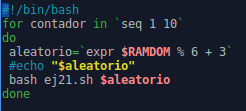 #!/bin/bash
for contador in `seq 1 10`
do
 aleatorio=`expr $RAMDOM % 6 + 3`
 #echo "$aleatorio"
 bash ej21.sh $aleatorio
done